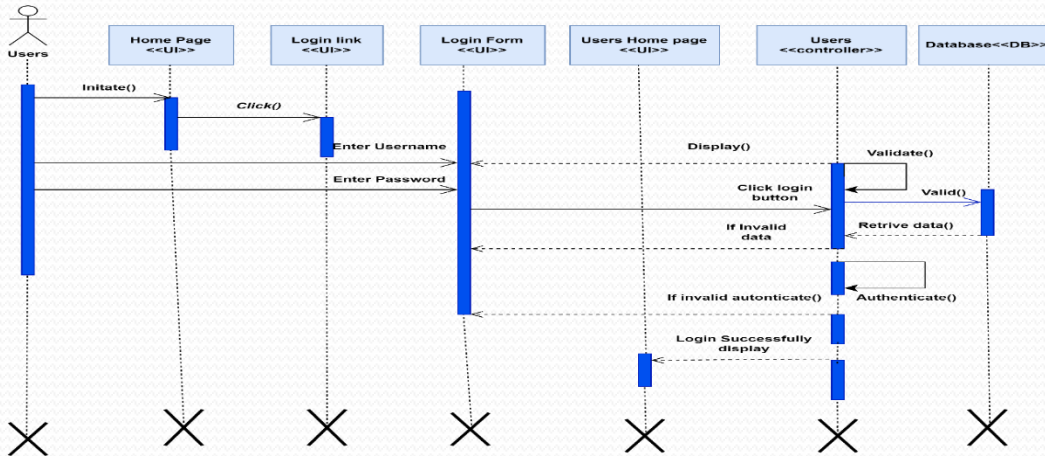 Users
Home Page
<<UI>>
Login link
<<UI>>
Login Form
<<UI>>
Users Home page
<<UI>>
Users
<<controller>>
Database<<DB>>
Initate()
Click()
Enter Username
Display()
Validate()
Enter Password
Click login
button
Valid()
If Invalid
data
Retrive data()
If invalid autonticate()
Authenticate()
Login Successfully
display